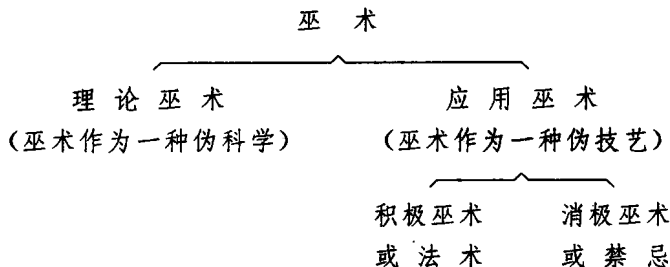 巫术
理论巫术 应用巫术
(巫术作为一种伪科学) (巫术作为一种伪技艺)
积极巫术 消极巫术
或法术 或禁忌